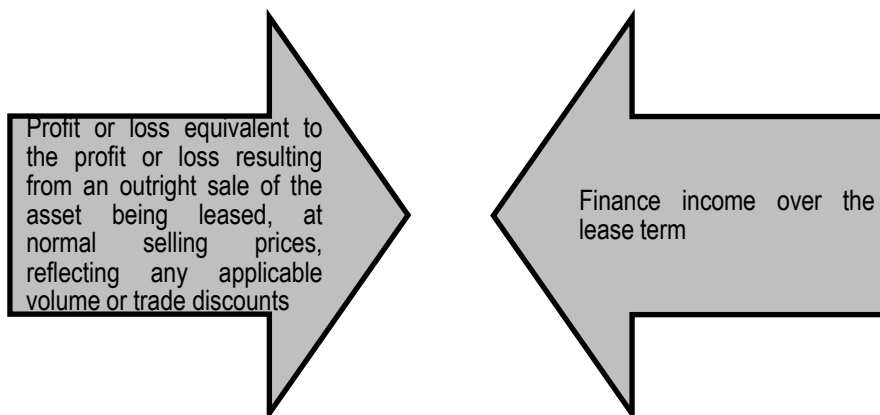 Profit or loss equivalent to
the profit or loss resulting
from an outright sale of the
asset being leased, at
normal selling prices,
reflecting any applicable
volume or trade discounts
Finance income over the
lease term